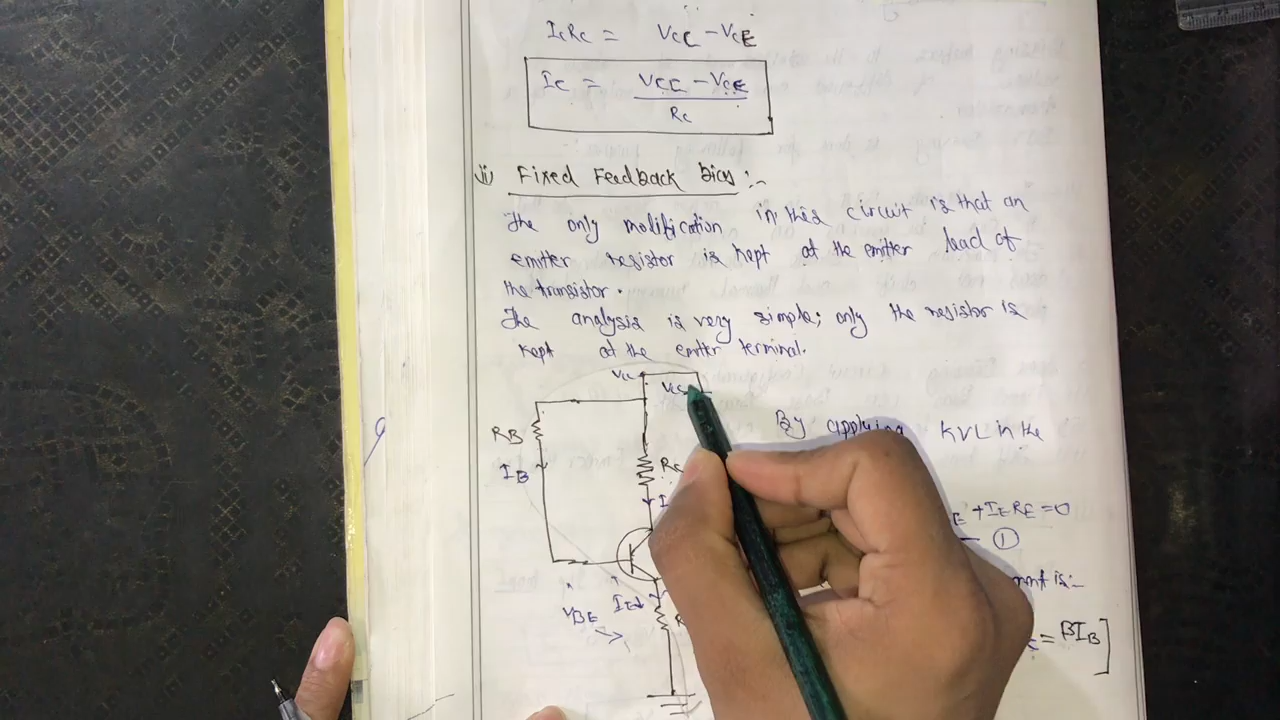 ICRC = VCC - VCE
IC = VCC - VCE
RC
ii) Fixed Feedback bias :-
The only modification in this circuit is that an
emitter resistor is kept at the emitter lead of
the transistor.
The analysis is very simple; only the resistor is
kept at the emitter terminal.
VCC
By applying KVL in the
RB
RC
IB
E + IERE = 0
- ①
is:-
VBE
IE
= βIB]